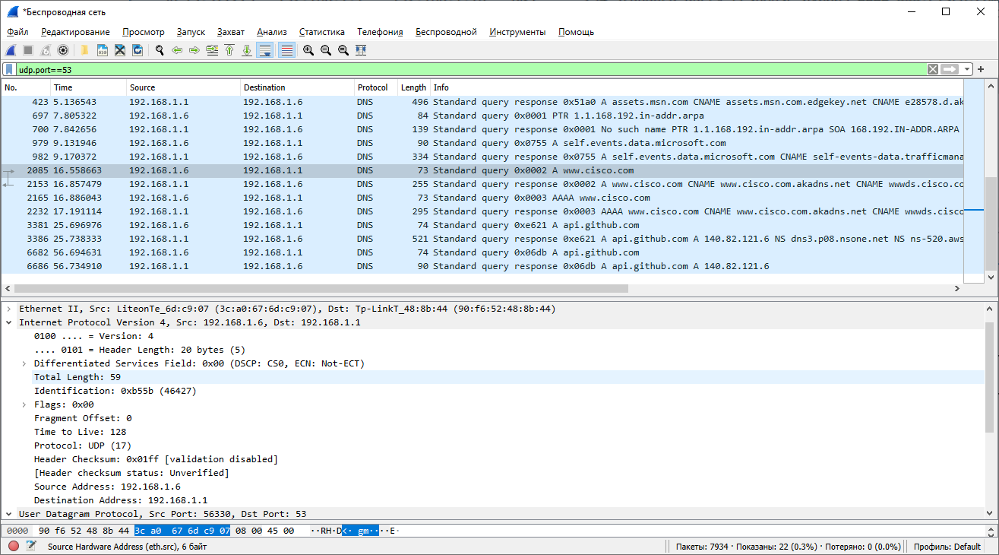 *Беспроводная сеть
Файл Редактирование Просмотр Запуск Захват Анализ Статистика Телефония Беспроводной Инструменты Помощь
udp.port==53
No. Time Source Destination Protocol Length Info
423 5.136543 192.168.1.1 192.168.1.6 DNS 496 Standard query response 0x51a0 A assets.msn.com CNAME assets.msn.com.edgekey.net CNAME e28578.d.ak
697 7.805322 192.168.1.6 192.168.1.1 DNS 84 Standard query 0x0001 PTR 1.1.168.192.in-addr.arpa
700 7.842656 192.168.1.1 192.168.1.6 DNS 139 Standard query response 0x0001 No such name PTR 1.1.168.192.in-addr.arpa SOA 168.192.IN-ADDR.ARPA
979 9.131946 192.168.1.6 192.168.1.1 DNS 90 Standard query 0x0755 A self.events.data.microsoft.com
982 9.170372 192.168.1.1 192.168.1.6 DNS 334 Standard query response 0x0755 A self.events.data.microsoft.com CNAME self-events-data.trafficmana
2085 16.558663 192.168.1.6 192.168.1.1 DNS 73 Standard query 0x0002 A www.cisco.com
2153 16.857479 192.168.1.1 192.168.1.6 DNS 255 Standard query response 0x0002 A www.cisco.com CNAME www.cisco.com.akadns.net CNAME wwwds.cisco.co
2165 16.886043 192.168.1.6 192.168.1.1 DNS 73 Standard query 0x0003 AAAA www.cisco.com
2232 17.191114 192.168.1.1 192.168.1.6 DNS 295 Standard query response 0x0003 AAAA www.cisco.com CNAME www.cisco.com.akadns.net CNAME wwwds.cisc
3381 25.696976 192.168.1.6 192.168.1.1 DNS 74 Standard query 0xe621 A api.github.com
3386 25.738333 192.168.1.1 192.168.1.6 DNS 521 Standard query response 0xe621 A api.github.com A 140.82.121.6 NS dns3.p08.nsone.net NS ns-520.aws
6682 56.694631 192.168.1.6 192.168.1.1 DNS 74 Standard query 0x06db A api.github.com
6686 56.734910 192.168.1.1 192.168.1.6 DNS 90 Standard query response 0x06db A api.github.com A 140.82.121.6
Ethernet II, Src: LiteonTe_6d:c9:07 (3c:a0:67:6d:c9:07), Dst: Tp-LinkT_48:8b:44 (90:f6:52:48:8b:44)
Internet Protocol Version 4, Src: 192.168.1.6, Dst: 192.168.1.1
0100 .... = Version: 4
.... 0101 = Header Length: 20 bytes (5)
Differentiated Services Field: 0x00 (DSCP: CS0, ECN: Not-ECT)
Total Length: 59
Identification: 0xb55b (46427)
Flags: 0x00
Fragment Offset: 0
Time to Live: 128
Protocol: UDP (17)
Header Checksum: 0x01ff [validation disabled]
[Header checksum status: Unverified]
Source Address: 192.168.1.6
Destination Address: 192.168.1.1
User Datagram Protocol, Src Port: 56330, Dst Port: 53
0000 90 f6 52 48 8b 44 3c a0 67 6d c9 07 08 00 45 00 ··RH·D<· gm····E·
Source Hardware Address (eth.src), 6 байт Пакеты: 7934 · Показаны: 22 (0.3%) · Потеряно: 0 (0.0%) Профиль: Default